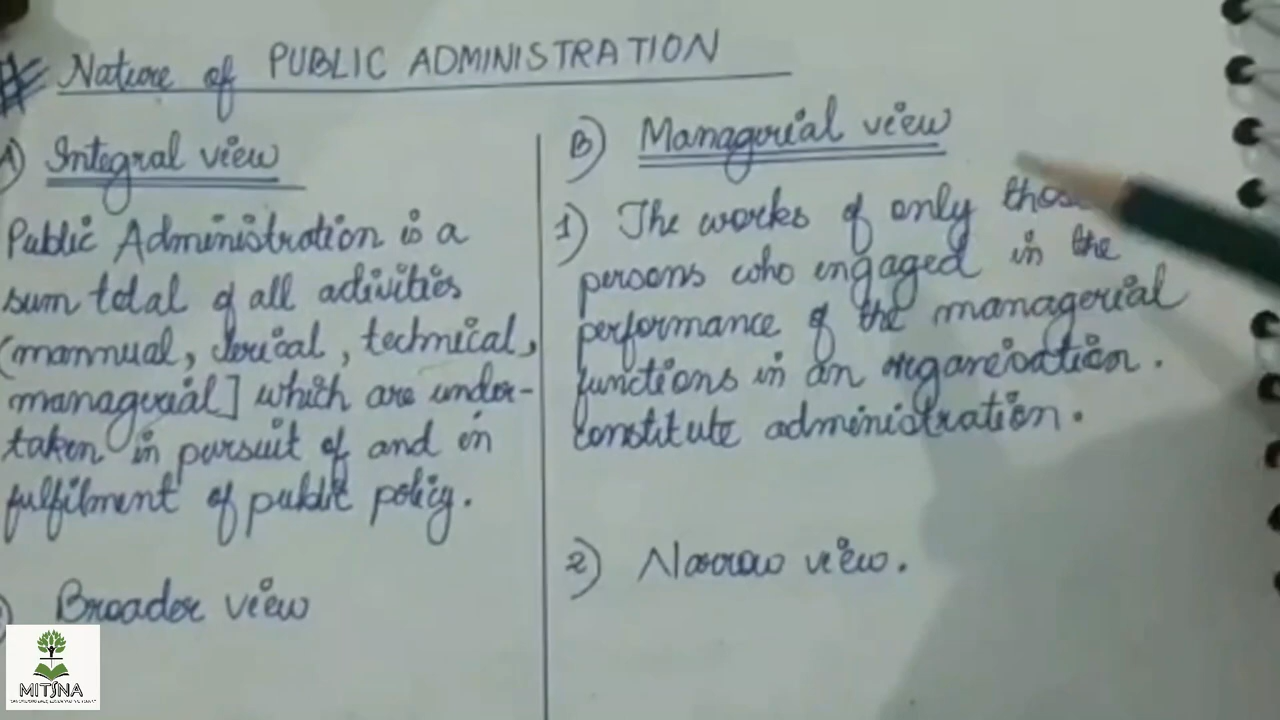 # Nature of PUBLIC ADMINISTRATION
A) Integral view
Public Administration is a
sum total of all activities
(mannual, clerical, technical,
managerial] which are under-
taken in pursuit of and in
fulfilment of public policy.
Broader view
B) Managerial view
1) The works of only those
persons who engaged in the
performance of the managerial
functions in an organisation.
constitute administration.
2) Narrow view.
MITSNA